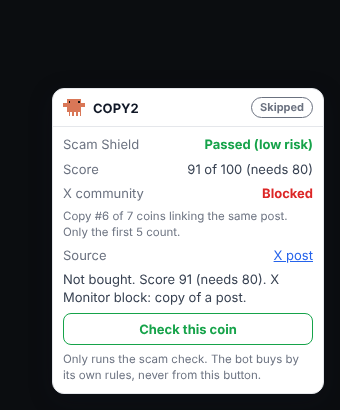 COPY2 Skipped
Scam Shield Passed (low risk)
Score 91 of 100 (needs 80)
X community Blocked
Copy #6 of 7 coins linking the same post.
Only the first 5 count.
Source X post
Not bought. Score 91 (needs 80). X
Monitor block: copy of a post.
Check this coin
Only runs the scam check. The bot buys by
its own rules, never from this button.